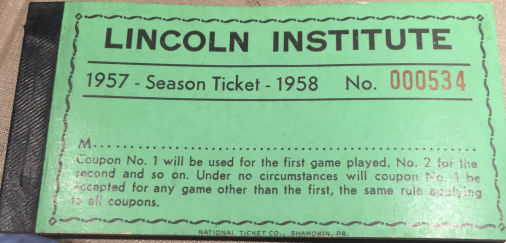 LINCOLN INSTITUTE
1957 - Season Ticket - 1958 No. 000534
M....................................................................
Coupon No. 1 will be used for the first game played, No. 2 for the
second and so on. Under no circumstances will coupon No. 1 be
accepted for any game other than the first, the same rule applying
to all coupons.
NATIONAL TICKET CO., SHAMOKIN, PA.